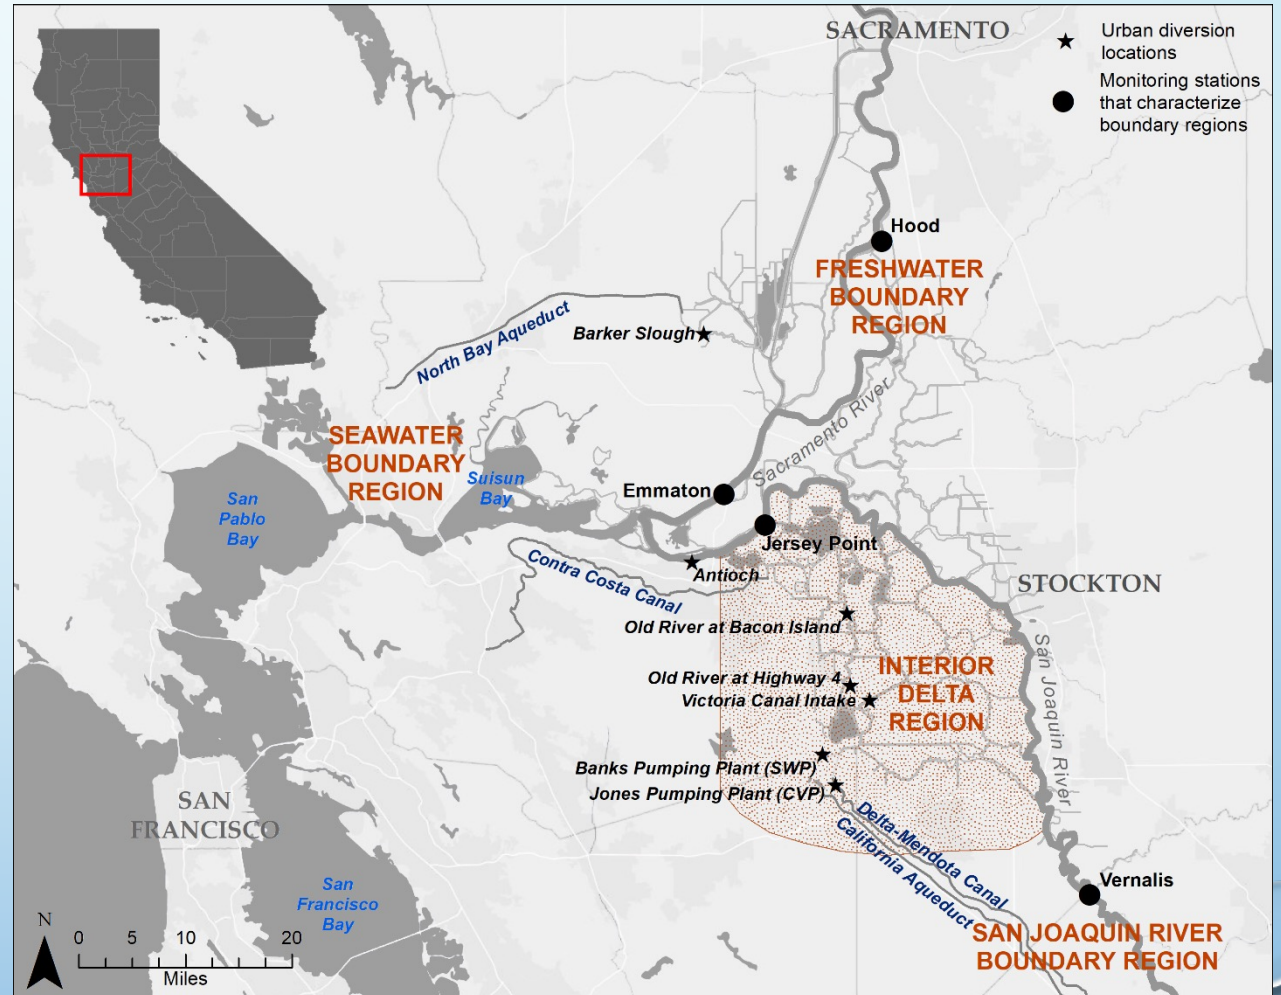 SACRAMENTO
Urban diversion
locations
Monitoring stations
that characterize
boundary regions
Hood
FRESHWATER
BOUNDARY
REGION
North Bay Aqueduct
Barker Slough
Sacramento River
SEAWATER
BOUNDARY
REGION
Suisun
Bay
San
Pablo
Bay
Emmaton
Jersey Point
Antioch
Contra Costa Canal
STOCKTON
Old River at Bacon Island
San Joaquin River
INTERIOR
DELTA
REGION
Old River at Highway 4
Victoria Canal Intake
Banks Pumping Plant (SWP)
Jones Pumping Plant (CVP)
SAN
FRANCISCO
Delta-Mendota Canal
California Aqueduct
Vernalis
San
Francisco
Bay
SAN JOAQUIN RIVER
BOUNDARY REGION
N
0 5 10 20
Miles